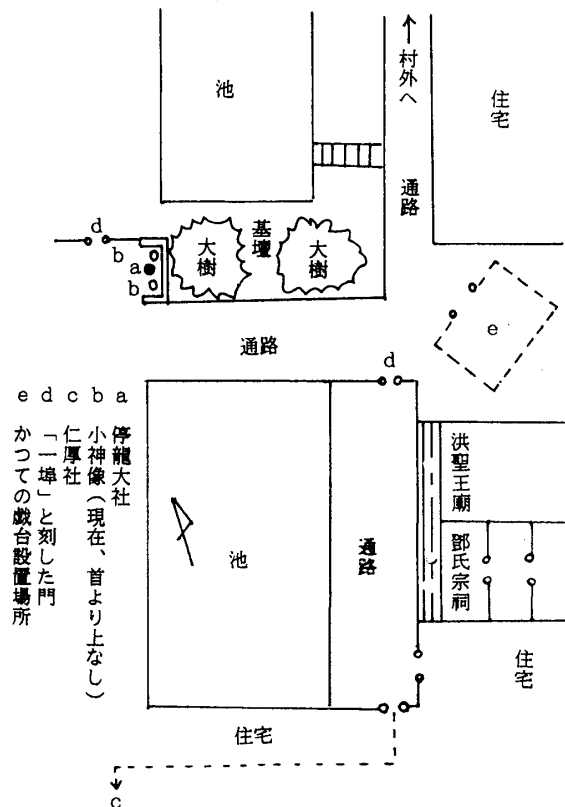 ↑村外へ
池
住宅
通路
d
b
a
b
大樹
基壇
大樹
e
通路
d
洪聖王廟
鄧氏宗祠
池
通路
住宅
住宅
c
a 停龍大社
b 小神像（現在、首より上なし）
c 仁厚社
d 「一埠」と刻した門
e かつての戯台設置場所